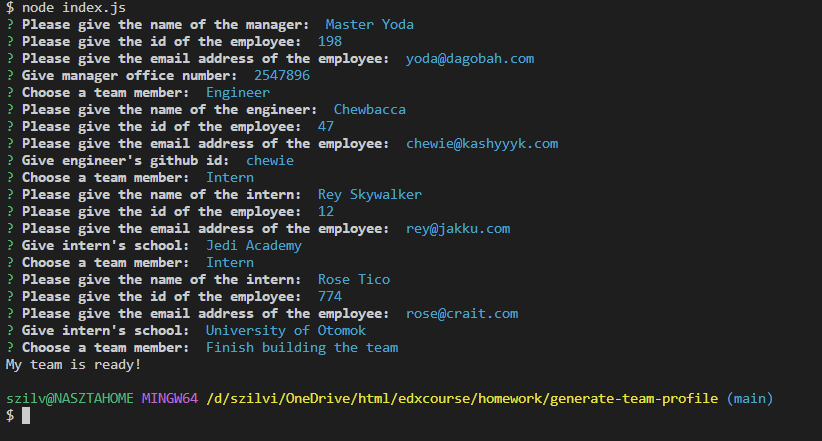 $ node index.js
? Please give the name of the manager: Master Yoda
? Please give the id of the employee: 198
? Please give the email address of the employee: yoda@dagobah.com
? Give manager office number: 2547896
? Choose a team member: Engineer
? Please give the name of the engineer: Chewbacca
? Please give the id of the employee: 47
? Please give the email address of the employee: chewie@kashyyyk.com
? Give engineer's github id: chewie
? Choose a team member: Intern
? Please give the name of the intern: Rey Skywalker
? Please give the id of the employee: 12
? Please give the email address of the employee: rey@jakku.com
? Give intern's school: Jedi Academy
? Choose a team member: Intern
? Please give the name of the intern: Rose Tico
? Please give the id of the employee: 774
? Please give the email address of the employee: rose@crait.com
? Give intern's school: University of Otomok
? Choose a team member: Finish building the team
My team is ready!
szilv@NASZTAHOME MINGW64 /d/szilvi/OneDrive/html/edxcourse/homework/generate-team-profile (main)
$